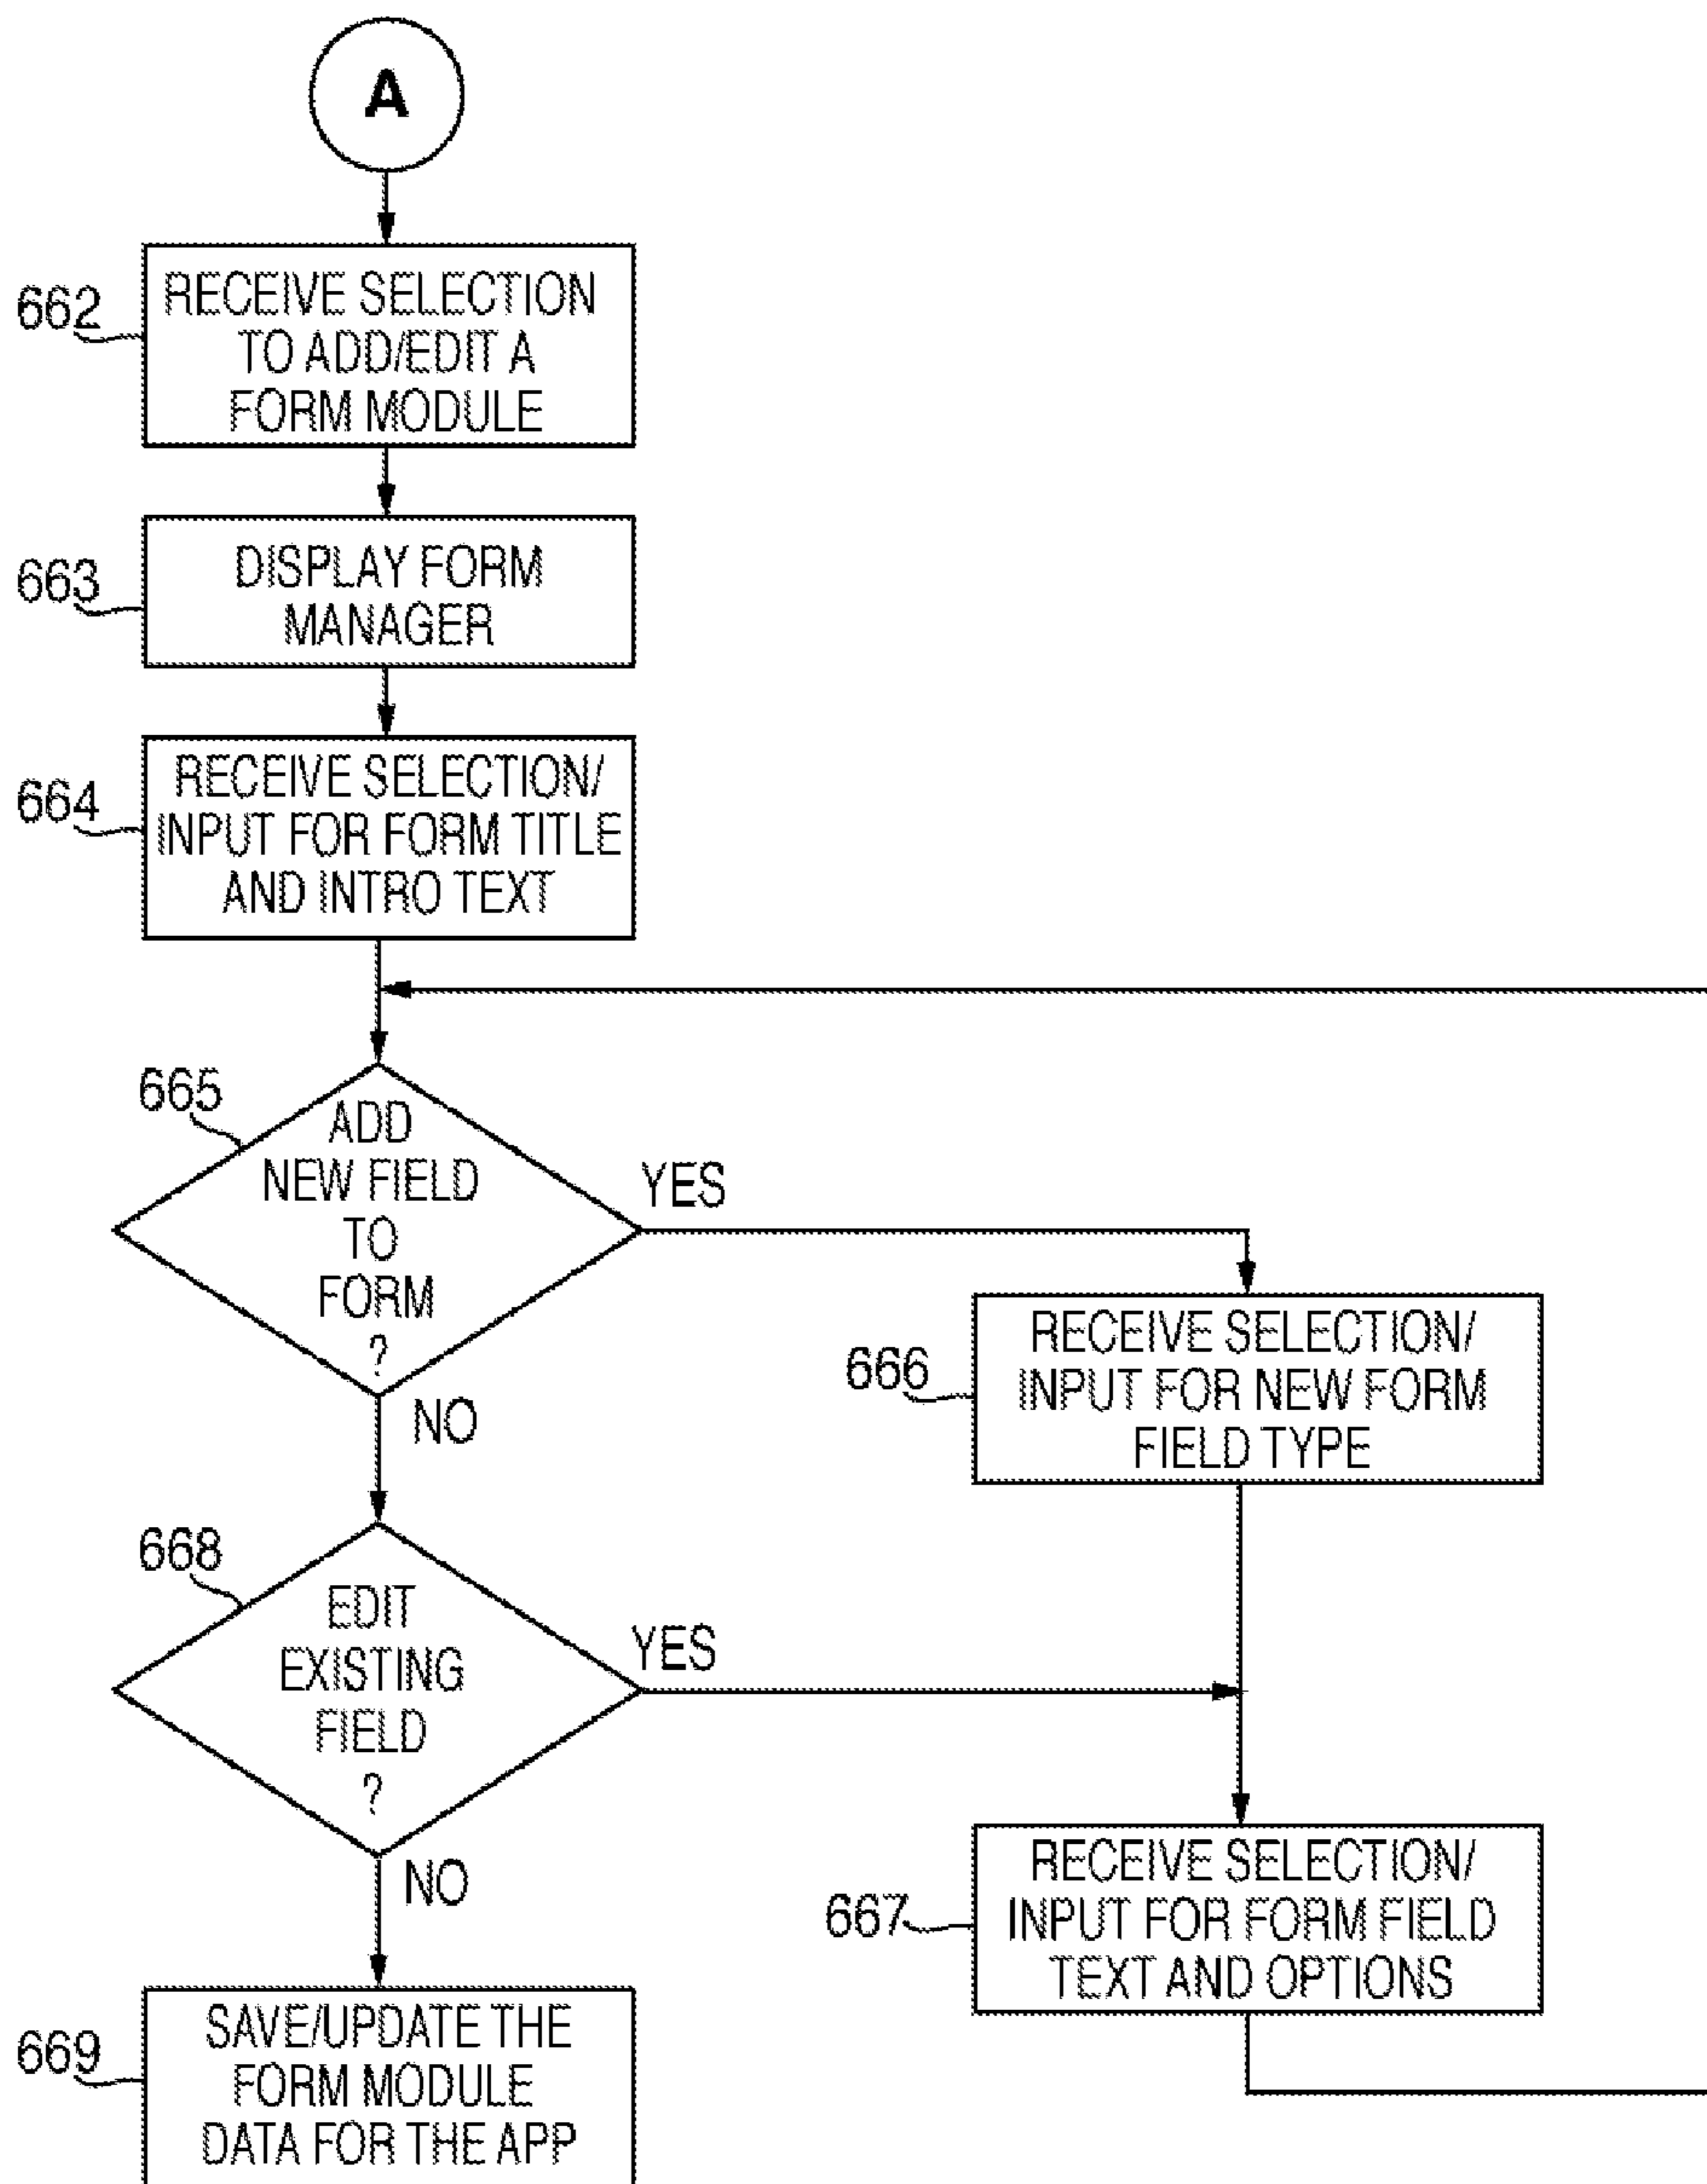 A
662
RECEIVE SELECTION
TO ADD/EDIT A
FORM MODULE
663
DISPLAY FORM
MANAGER
664
RECEIVE SELECTION/
INPUT FOR FORM TITLE
AND INTRO TEXT
665
ADD
NEW FIELD
TO
FORM
?
YES
NO
666
RECEIVE SELECTION/
INPUT FOR NEW FORM
FIELD TYPE
668
EDIT
EXISTING
FIELD
?
YES
NO
667
RECEIVE SELECTION/
INPUT FOR FORM FIELD
TEXT AND OPTIONS
669
SAVE/UPDATE THE
FORM MODULE
DATA FOR THE APP